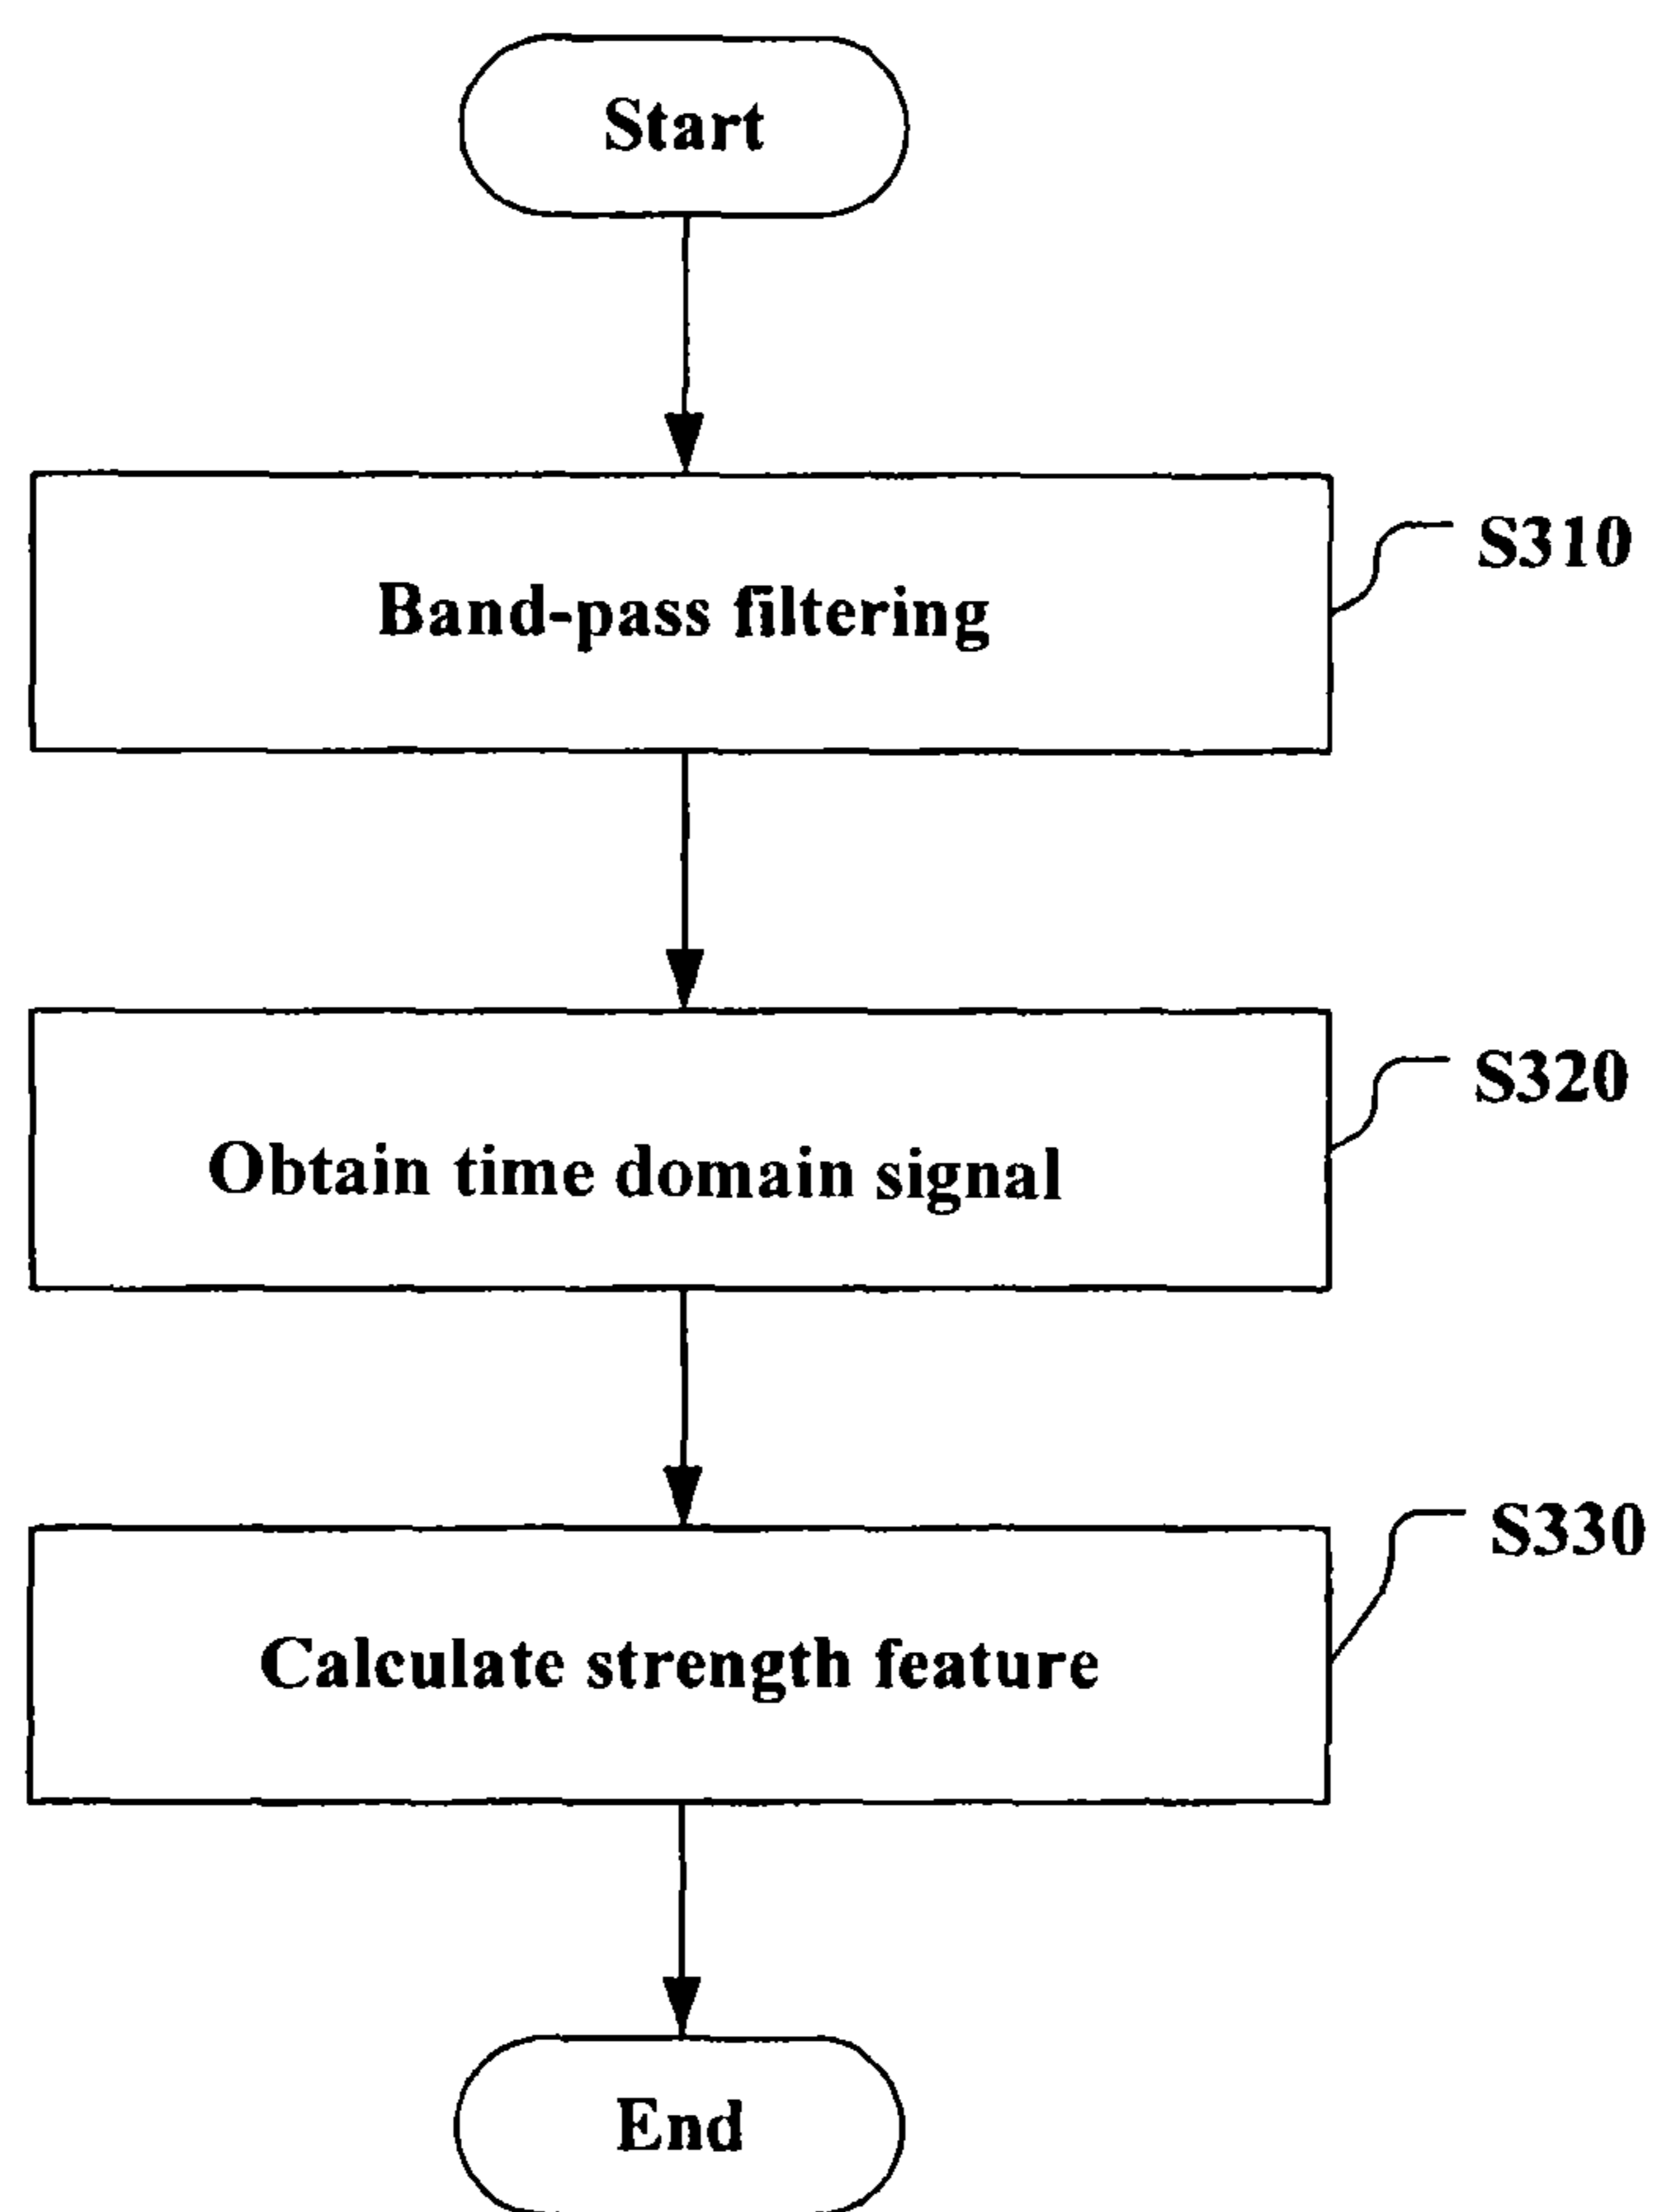 Start
Band-pass filtering
S310
Obtain time domain signal
S320
Calculate strength feature
S330
End